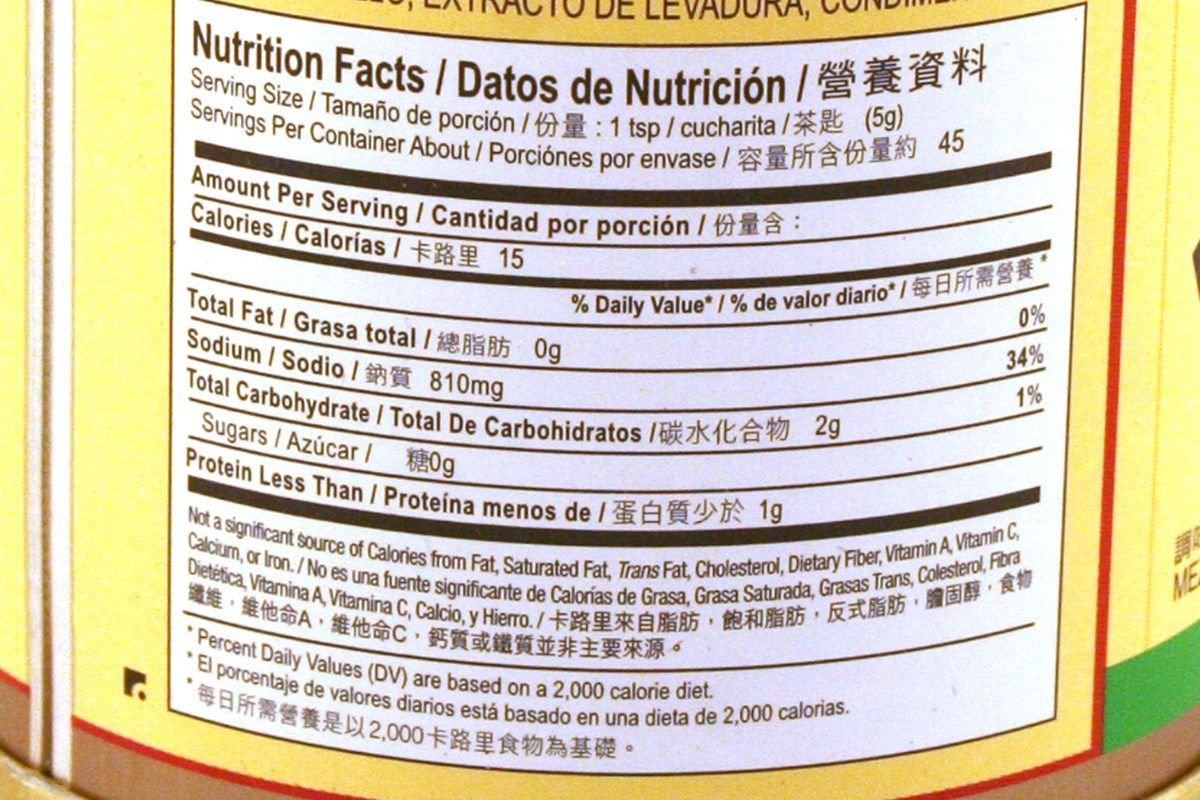 EXTRACTO DE LEVADURA,
Nutrition Facts / Datos de Nutrición / 營養資料
Serving Size / Tamaño de porción / 份量 : 1 tsp / cucharita / 茶匙 (5g)
Servings Per Container About / Porciónes por envase / 容量所含份量約 45
Amount Per Serving / Cantidad por porción / 份量含 :
Calories / Calorías / 卡路里 15
% Daily Value* / % de valor diario* / 每日所需營養 *
Total Fat / Grasa total / 總脂肪 0g 0%
Sodium / Sodio / 鈉質 810mg 34%
Total Carbohydrate / Total De Carbohidratos / 碳水化合物 2g 1%
Sugars / Azúcar / 糖0g
Protein Less Than / Proteína menos de / 蛋白質少於 1g
Not a significant source of Calories from Fat, Saturated Fat, Trans Fat, Cholesterol, Dietary Fiber, Vitamin A, Vitamin C,
Calcium, or Iron. / No es una fuente significante de Calorías de Grasa, Grasa Saturada, Grasas Trans, Colesterol, Fibra
Dietética, Vitamina A, Vitamina C, Calcio, y Hierro. / 卡路里來自脂肪，飽和脂肪，反式脂肪，膽固醇，食物
纖維，維他命A，維他命C，鈣質或鐵質並非主要來源。
* Percent Daily Values (DV) are based on a 2,000 calorie diet.
* El porcentaje de valores diarios está basado en una dieta de 2,000 calorias.
* 每日所需營養是以2,000卡路里食物為基礎。